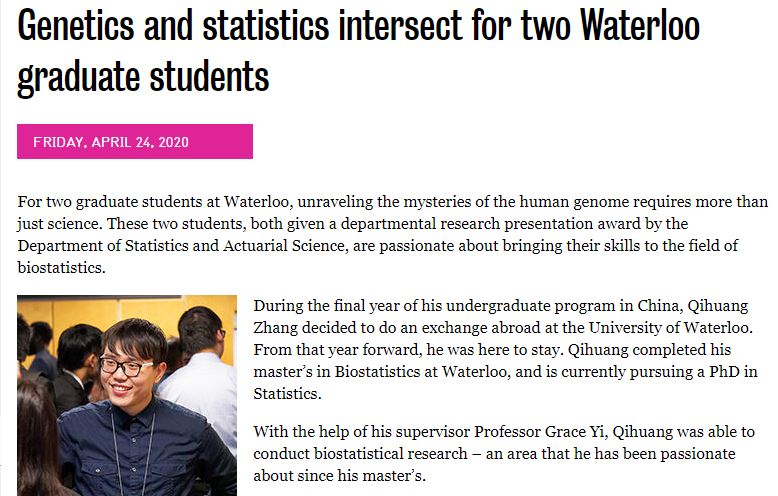 Genetics and statistics intersect for two Waterloo
graduate students
FRIDAY, APRIL 24, 2020
For two graduate students at Waterloo, unraveling the mysteries of the human genome requires more than
just science. These two students, both given a departmental research presentation award by the
Department of Statistics and Actuarial Science, are passionate about bringing their skills to the field of
biostatistics.
During the final year of his undergraduate program in China, Qihuang
Zhang decided to do an exchange abroad at the University of Waterloo.
From that year forward, he was here to stay. Qihuang completed his
master’s in Biostatistics at Waterloo, and is currently pursuing a PhD in
Statistics.
With the help of his supervisor Professor Grace Yi, Qihuang was able to
conduct biostatistical research – an area that he has been passionate
about since his master’s.